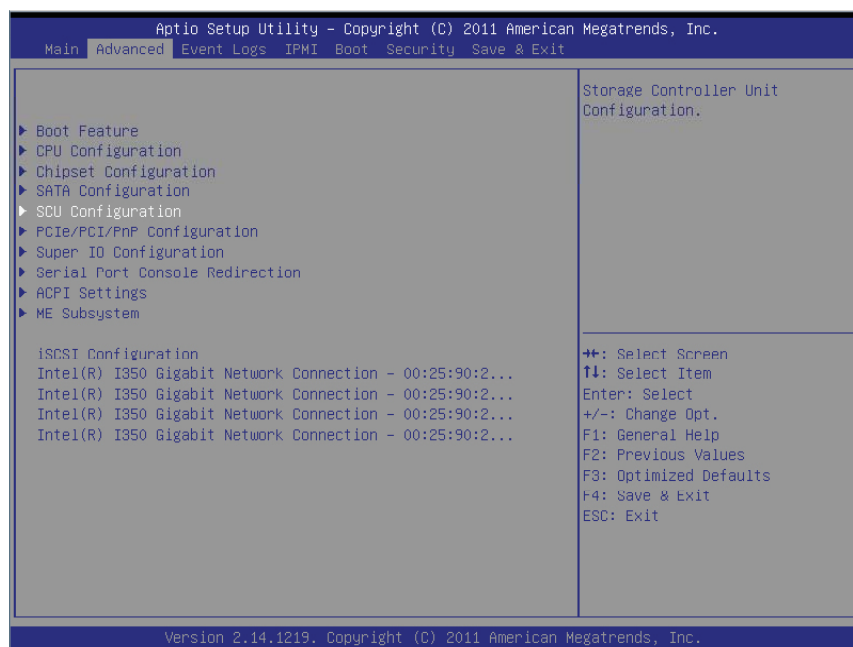 Aptio Setup Utility – Copyright (C) 2011 American Megatrends, Inc.
Main Advanced Event Logs IPMI Boot Security Save & Exit
Boot Feature
CPU Configuration
Chipset Configuration
SATA Configuration
SCU Configuration
PCIe/PCI/PnP Configuration
Super IO Configuration
Serial Port Console Redirection
ACPI Settings
ME Subsystem
iSCSI Configuration
Intel(R) I350 Gigabit Network Connection – 00:25:90:2...
Intel(R) I350 Gigabit Network Connection – 00:25:90:2...
Intel(R) I350 Gigabit Network Connection – 00:25:90:2...
Intel(R) I350 Gigabit Network Connection – 00:25:90:2...
Storage Controller Unit
Configuration.
→←: Select Screen
↑↓: Select Item
Enter: Select
+/-: Change Opt.
F1: General Help
F2: Previous Values
F3: Optimized Defaults
F4: Save & Exit
ESC: Exit
Version 2.14.1219. Copyright (C) 2011 American Megatrends, Inc.